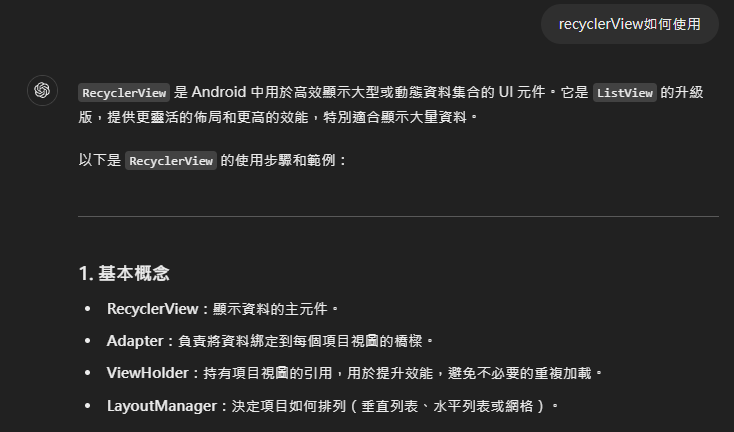 recyclerView如何使用
RecyclerView 是 Android 中用於高效顯示大型或動態資料集合的 UI 元件。它是 ListView 的升級
版，提供更靈活的佈局和更高的效能，特別適合顯示大量資料。
以下是 RecyclerView 的使用步驟和範例：
1. 基本概念
• RecyclerView：顯示資料的主元件。
• Adapter：負責將資料綁定到每個項目視圖的橋樑。
• ViewHolder：持有項目視圖的引用，用於提升效能，避免不必要的重複加載。
• LayoutManager：決定項目如何排列（垂直列表、水平列表或網格）。